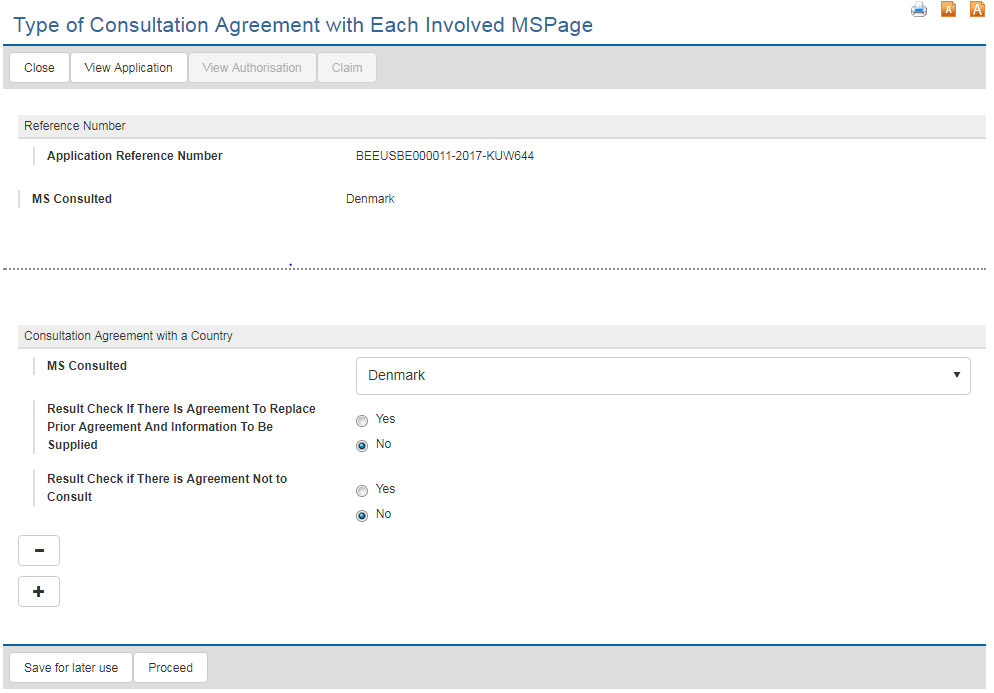 Type of Consultation Agreement with Each Involved MSPage
A A
Close View Application View Authorisation Claim
Reference Number
Application Reference Number BEEUSBE000011-2017-KUW644
MS Consulted Denmark
Consultation Agreement with a Country
MS Consulted Denmark
Result Check If There Is Agreement To Replace
Prior Agreement And Information To Be
Supplied
Yes
No
Result Check if There is Agreement Not to
Consult
Yes
No
-
+
Save for later use Proceed